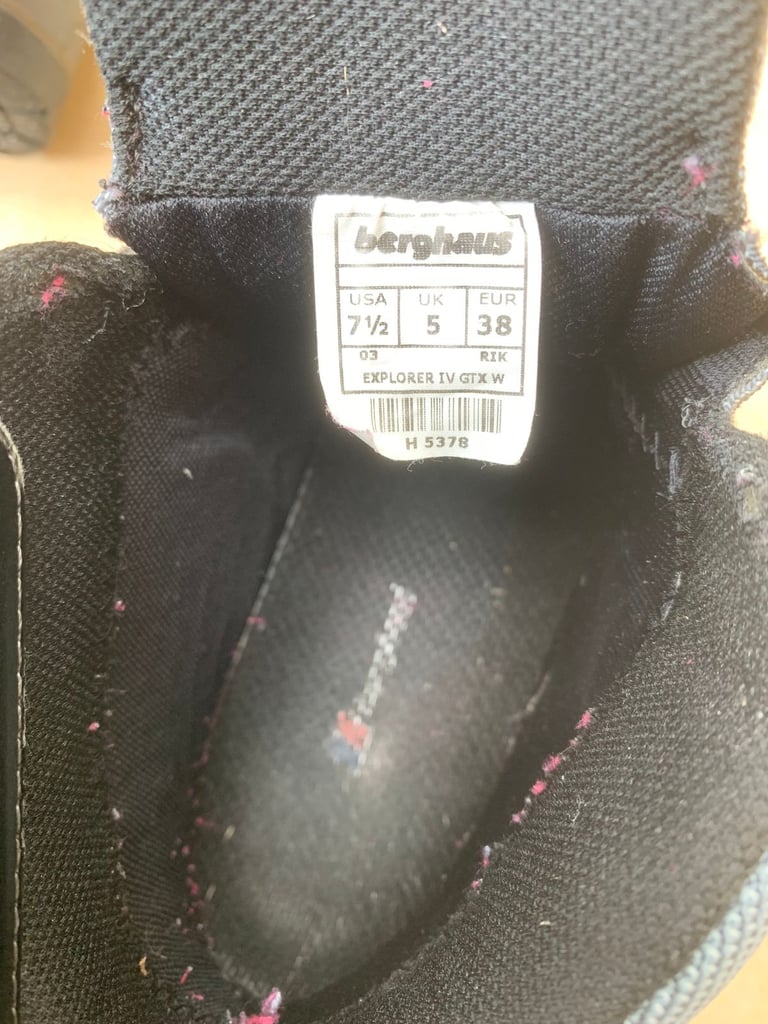 berghaus
USA UK EUR
7½ 5 38
03 RIK
EXPLORER IV GTX W
H 5378